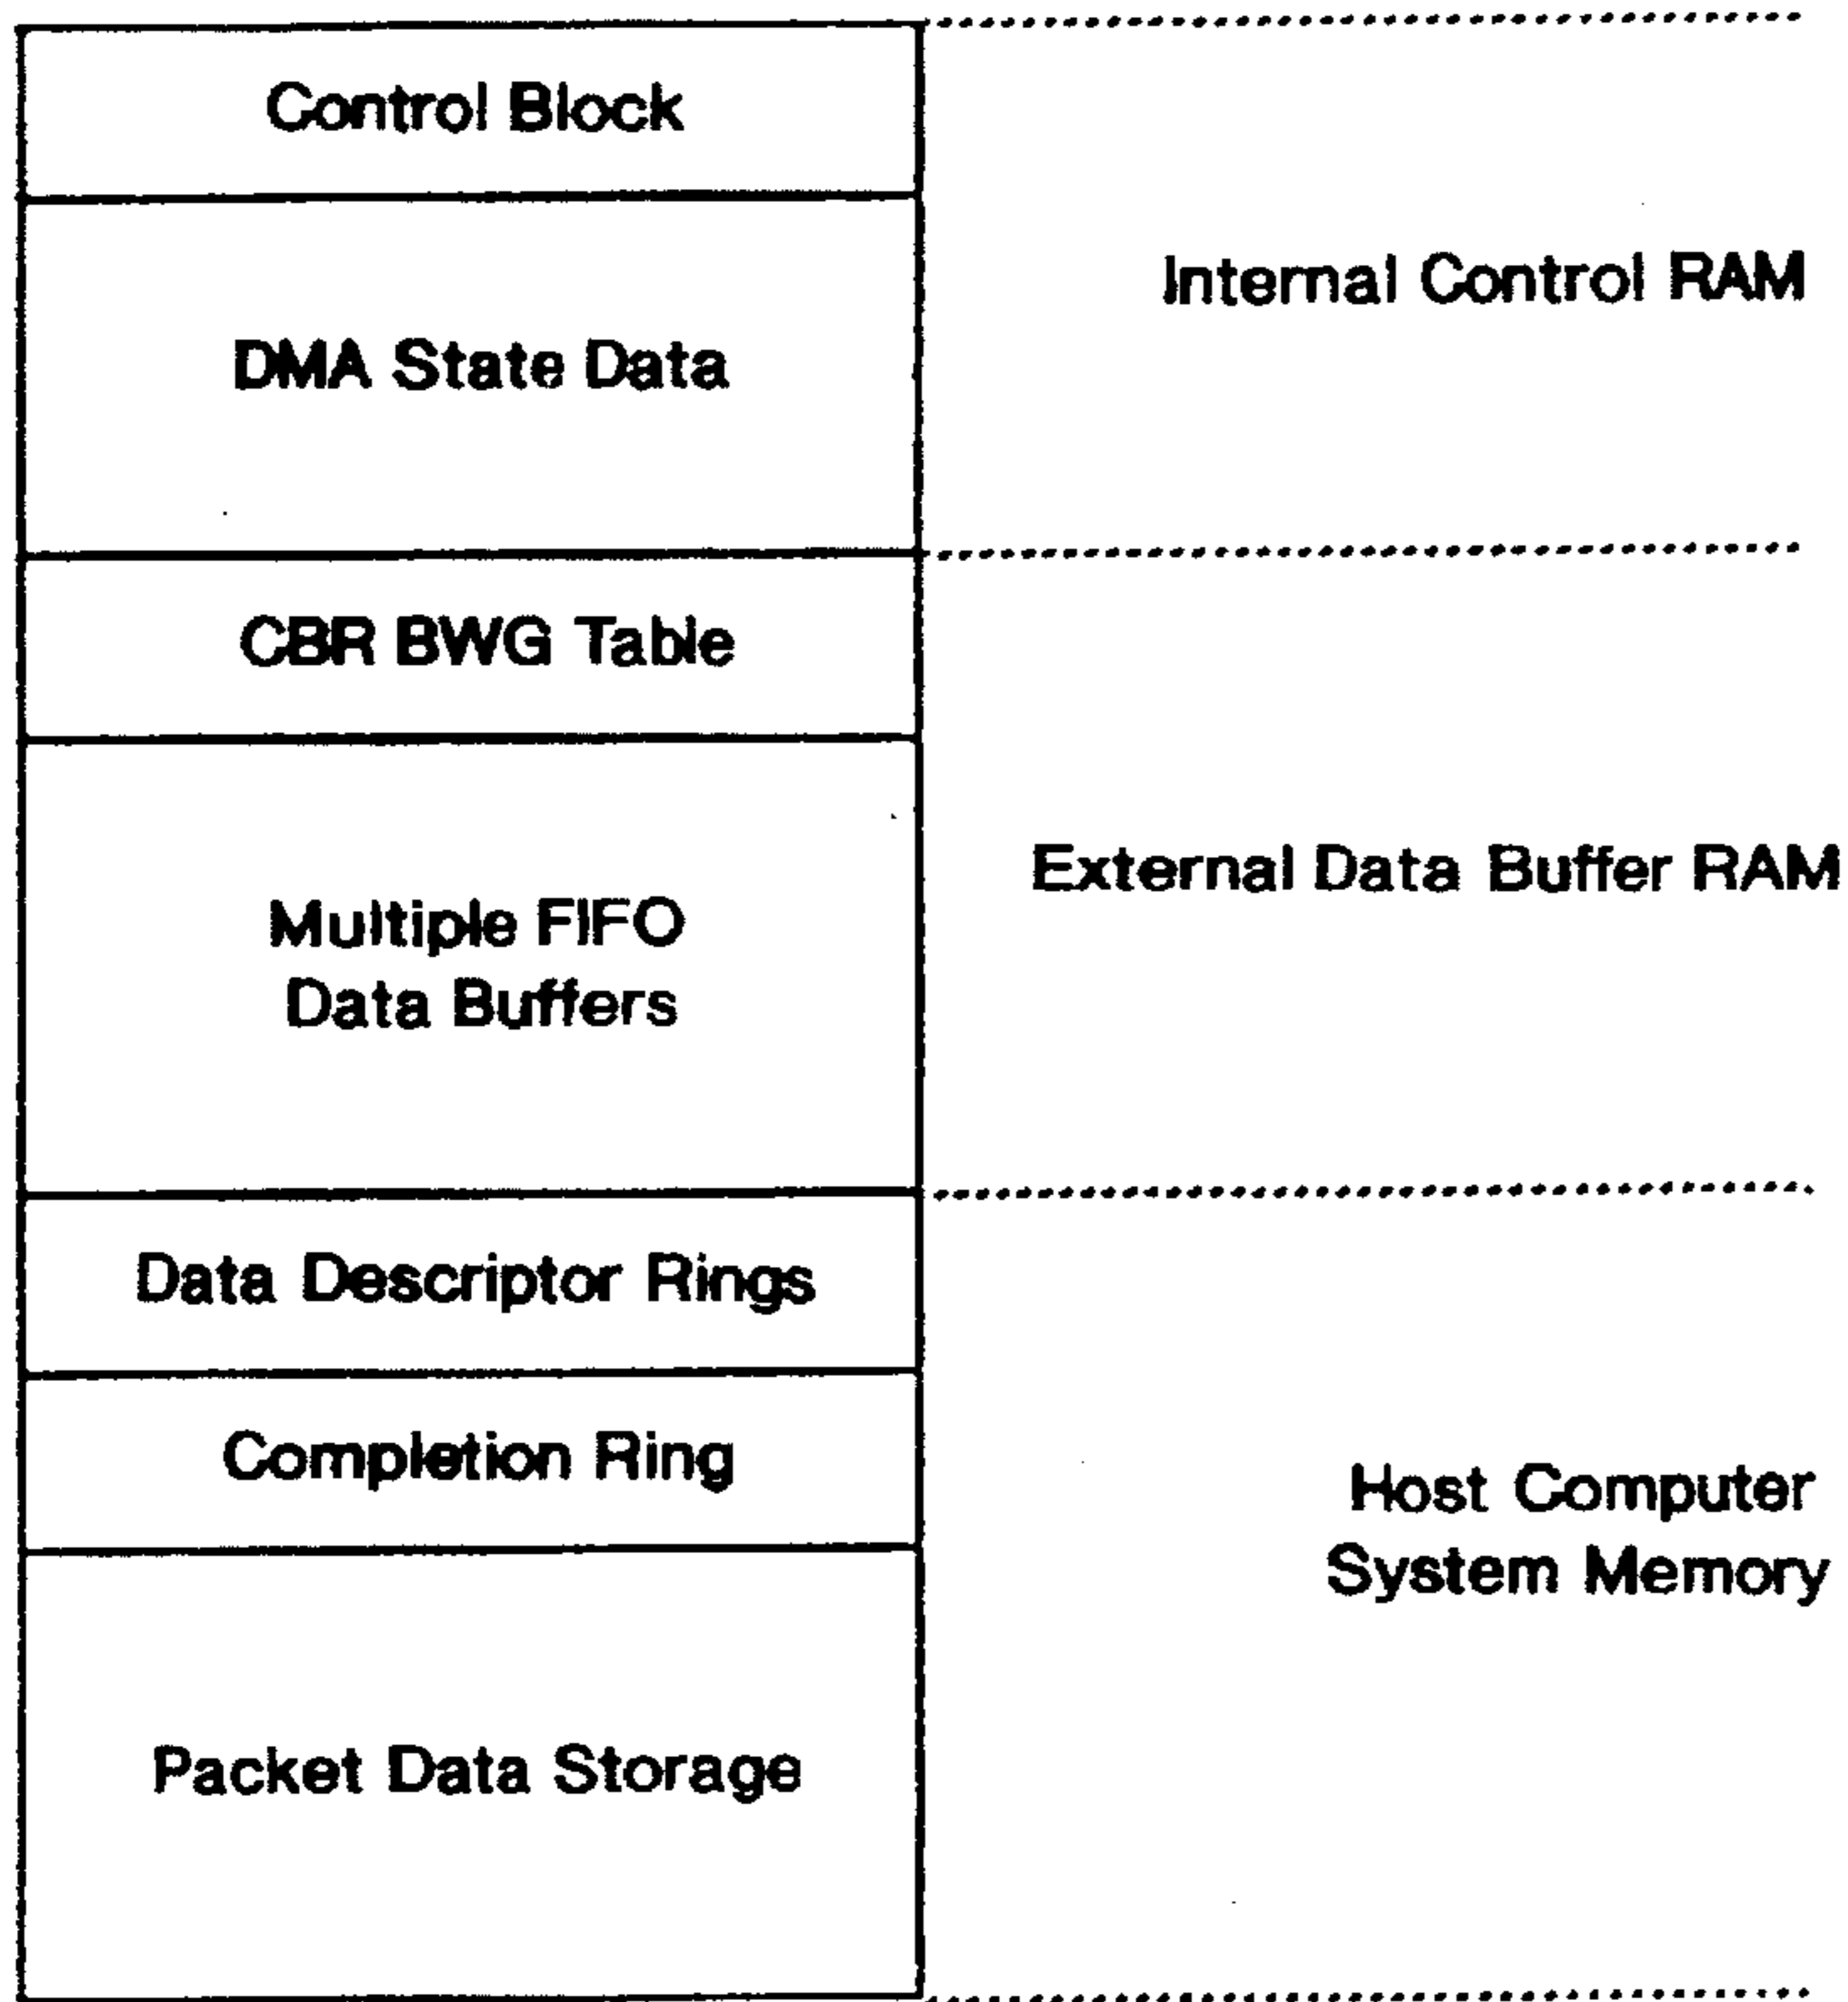 Control Block
DMA State Data
Internal Control RAM
CBR BWG Table
Multiple FIFO
Data Buffers
External Data Buffer RAM
Data Descriptor Rings
Completion Ring
Packet Data Storage
Host Computer
System Memory